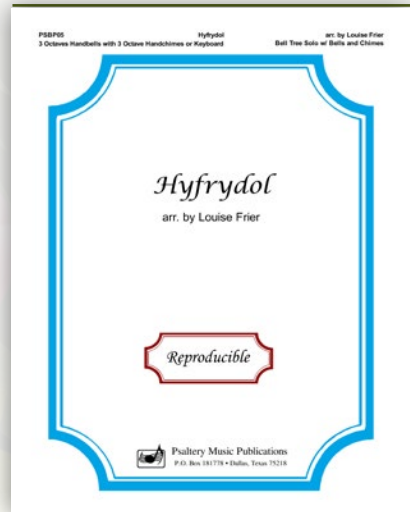 PSBP05 Hyfrydol arr. by Louise Frier
3 Octaves Handbells with 3 Octave Handchimes or Keyboard Bell Tree Solo w/ Bells and Chimes
Hyfrydol
arr. by Louise Frier
Reproducible
Psaltery Music Publications
P.O. Box 181778 • Dallas, Texas 75218